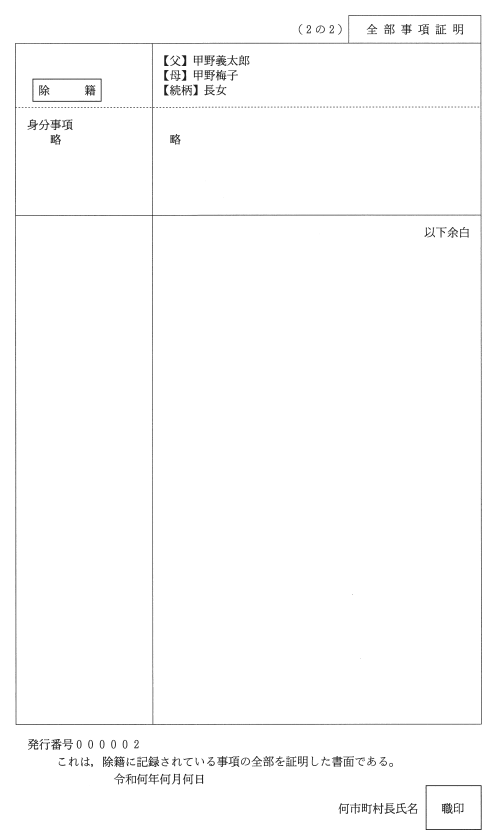 (2の2) 全部事項証明
【父】甲野義太郎
【母】甲野梅子
除 籍 【続柄】長女
身分事項
略 略
以下余白
発行番号000002
これは,除籍に記録されている事項の全部を証明した書面である。
令和何年何月何日
何市町村長氏名 職印